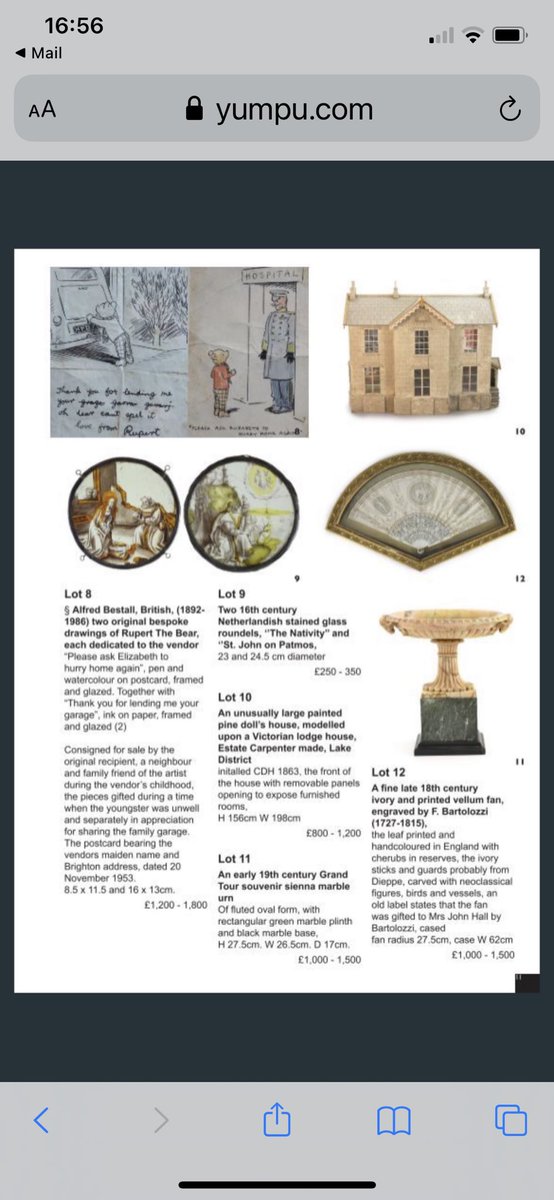 16:56
Mail
AA
yumpu.com
HOSPITAL
Thank you for lending me
your grage garrar gararj
oh dear cant spel it
love from Rupert
"PLEASE ASK ELIZABETH TO
HURRY HOME AGAIN"
8
10
9
12
11
Lot 8
§ Alfred Bestall, British, (1892-
1986) two original bespoke
drawings of Rupert The Bear,
each dedicated to the vendor
"Please ask Elizabeth to
hurry home again", pen and
watercolour on postcard, framed
and glazed. Together with
"Thank you for lending me your
garage", ink on paper, framed
and glazed (2)
Consigned for sale by the
original recipient, a neighbour
and family friend of the artist
during the vendor's childhood,
the pieces gifted during a time
when the youngster was unwell
and separately in appreciation
for sharing the family garage.
The postcard bearing the
vendors maiden name and
Brighton address, dated 20
November 1953.
8.5 x 11.5 and 16 x 13cm.
£1,200 - 1,800
Lot 9
Two 16th century
Netherlandish stained glass
roundels, "The Nativity" and
"St. John on Patmos,
23 and 24.5 cm diameter
£250 - 350
Lot 10
An unusually large painted
pine doll's house, modelled
upon a Victorian lodge house,
Estate Carpenter made, Lake
District
initalled CDH 1863, the front of
the house with removable panels
opening to expose furnished
rooms,
H 156cm W 198cm
£800 - 1,200
Lot 11
An early 19th century Grand
Tour souvenir sienna marble
urn
Of fluted oval form, with
rectangular green marble plinth
and black marble base,
H 27.5cm. W 26.5cm. D 17cm.
£1,000 - 1,500
Lot 12
A fine late 18th century
ivory and printed vellum fan,
engraved by F. Bartolozzi
(1727-1815),
the leaf printed and
handcoloured in England with
cherubs in reserves, the ivory
sticks and guards probably from
Dieppe, carved with neoclassical
figures, birds and vessels, an
old label states that the fan
was gifted to Mrs John Hall by
Bartolozzi, cased
fan radius 27.5cm, case W 62cm
£1,000 - 1,500
11